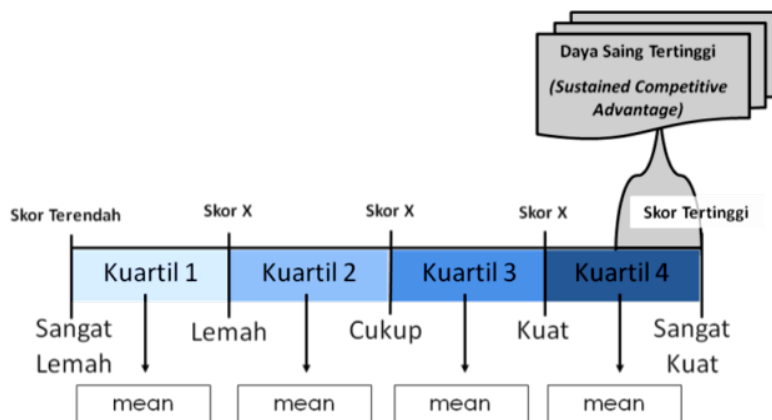 Daya Saing Tertinggi
(Sustained Competitive
Advantage)
Skor Terendah
Skor X
Skor X
Skor X
Skor Tertinggi
Kuartil 1
Kuartil 2
Kuartil 3
Kuartil 4
Sangat
Lemah
Lemah
Cukup
Kuat
Sangat
Kuat
mean
mean
mean
mean